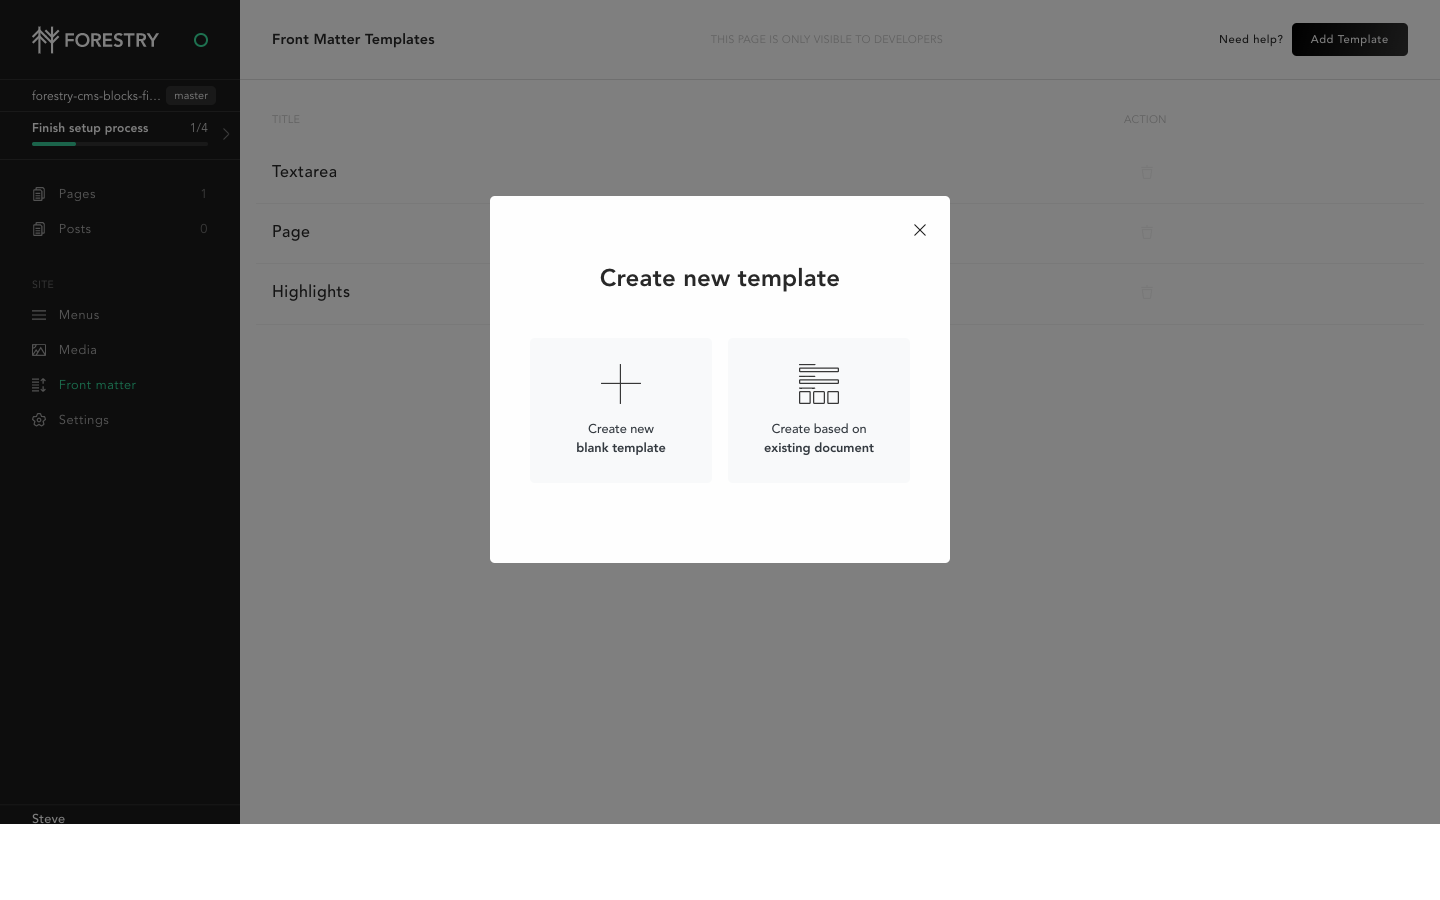 FORESTRY
forestry-cms-blocks-fi...
master
Finish setup process
1/4
Pages
1
Posts
0
SITE
Menus
Media
Front matter
Settings
Steve
Front Matter Templates
THIS PAGE IS ONLY VISIBLE TO DEVELOPERS
Need help?
Add Template
TITLE
ACTION
Textarea
Page
Highlights
Create new template
Create new
blank template
Create based on
existing document